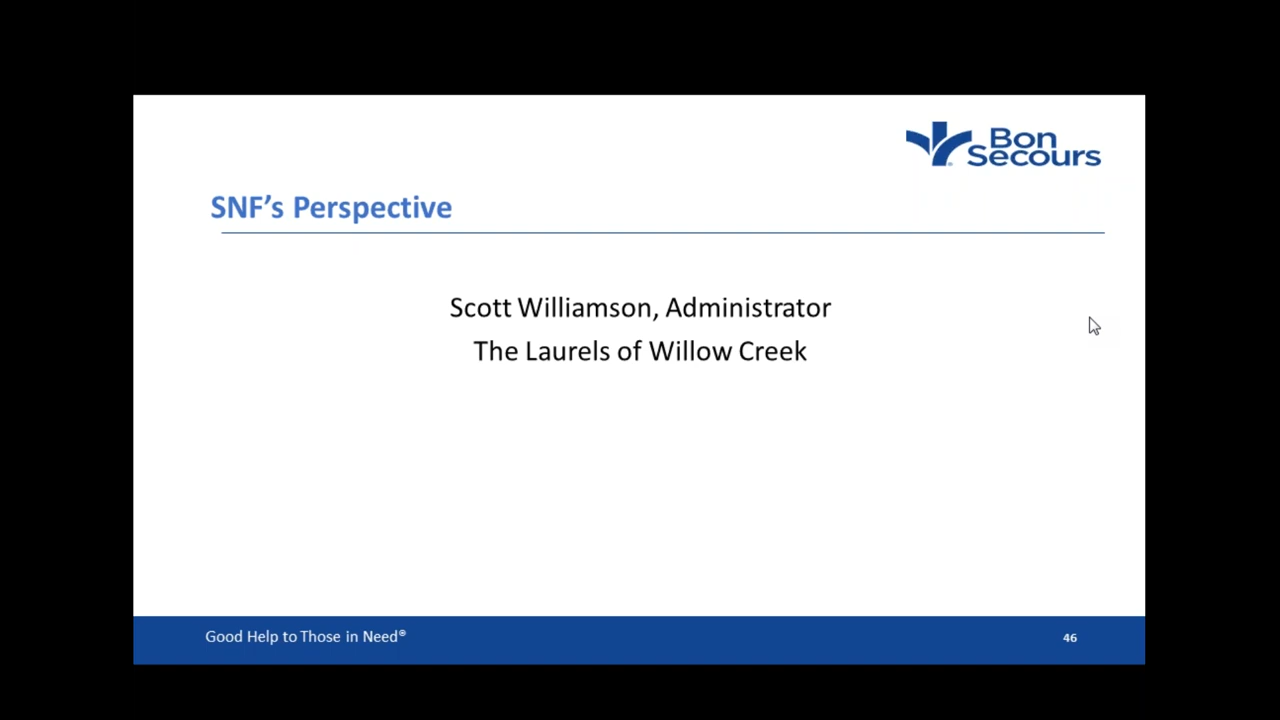 Bon
Secours
SNF's Perspective
Scott Williamson, Administrator
The Laurels of Willow Creek
Good Help to Those in Need®
46